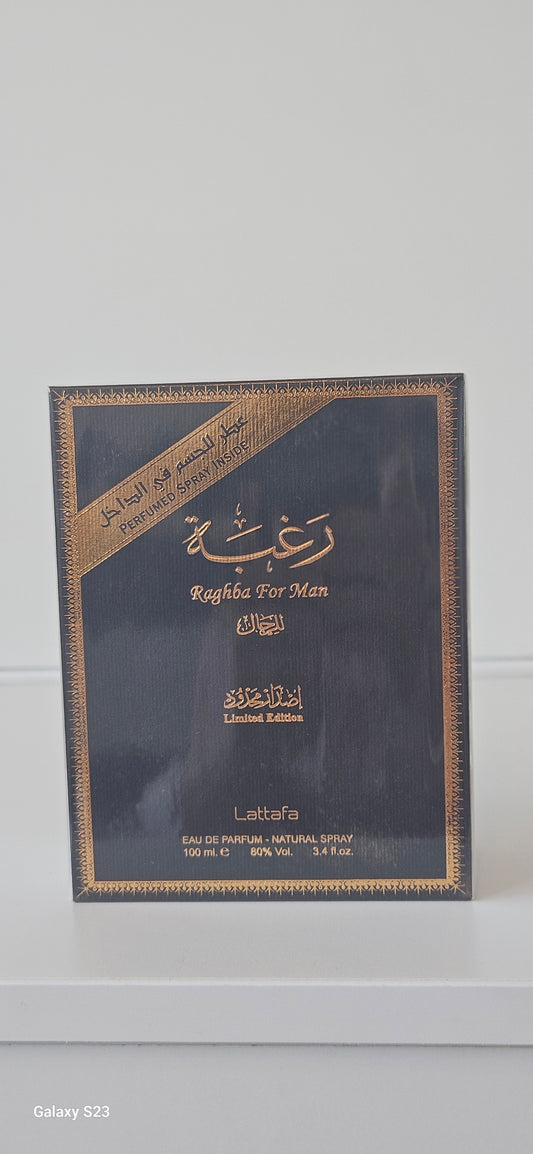 عطر للجسم في الداخل
PERFUMED SPRAY INSIDE
رَغبَة
Raghba For Man
للرجال
إصدار محدود
Limited Edition
Lattafa
EAU DE PARFUM - NATURAL SPRAY
100 ml. e 80% Vol. 3.4 fl.oz.
Galaxy S23